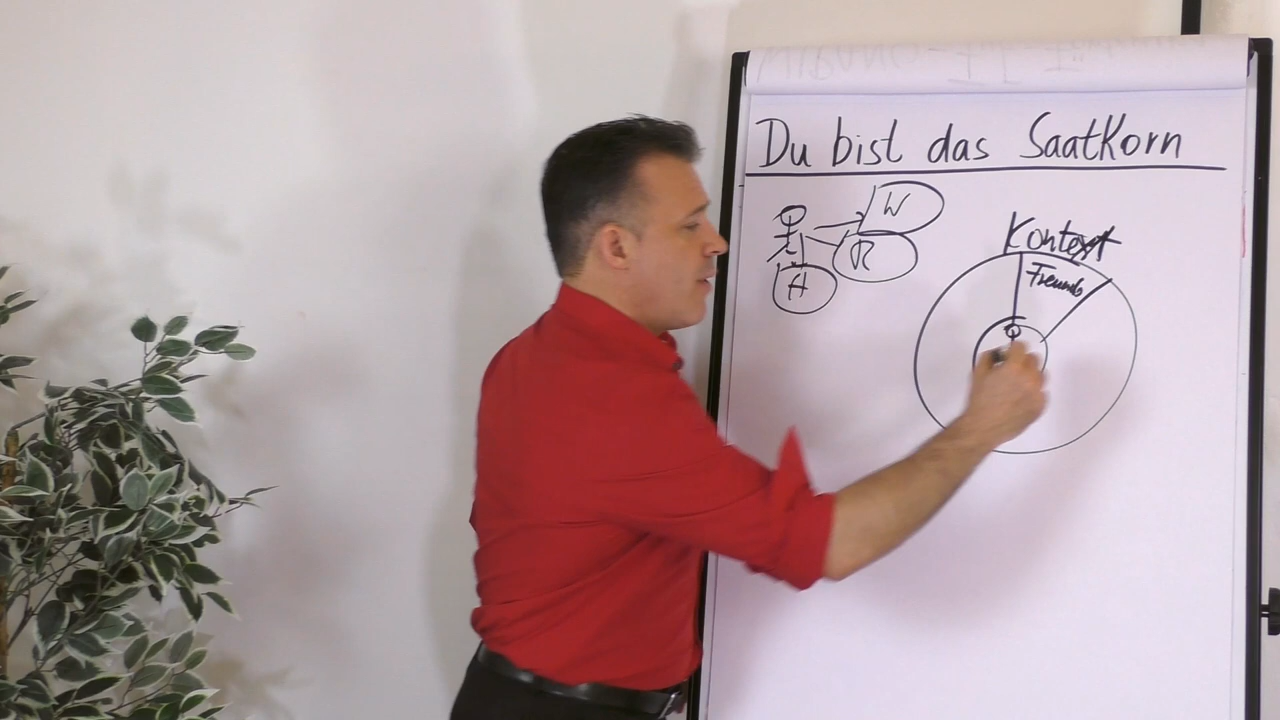 Du bist das SaatKorn
W
R
A
Kontext
Freunde